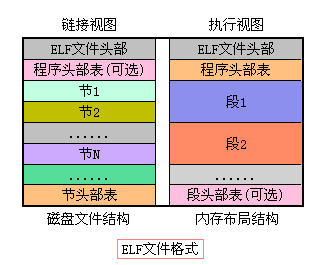 链接视图
执行视图
ELF文件头部
ELF文件头部
程序头部表(可选)
程序头部表
节1
段1
节2
......
段2
节N
......
......
节头部表
段头部表(可选)
磁盘文件结构
内存布局结构
ELF文件格式